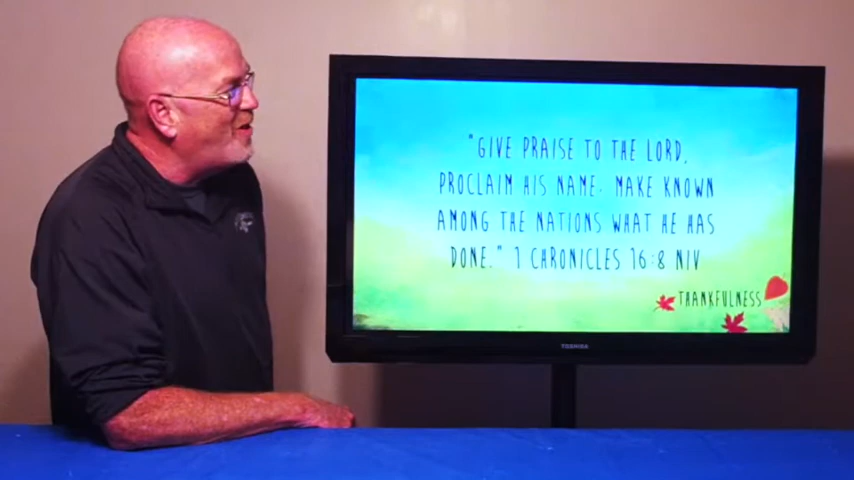 "GIVE PRAISE TO THE LORD,
PROCLAIM HIS NAME; MAKE KNOWN
AMONG THE NATIONS WHAT HE HAS
DONE." 1 CHRONICLES 16:8 NIV
THANKFULNESS
TOSHIBA